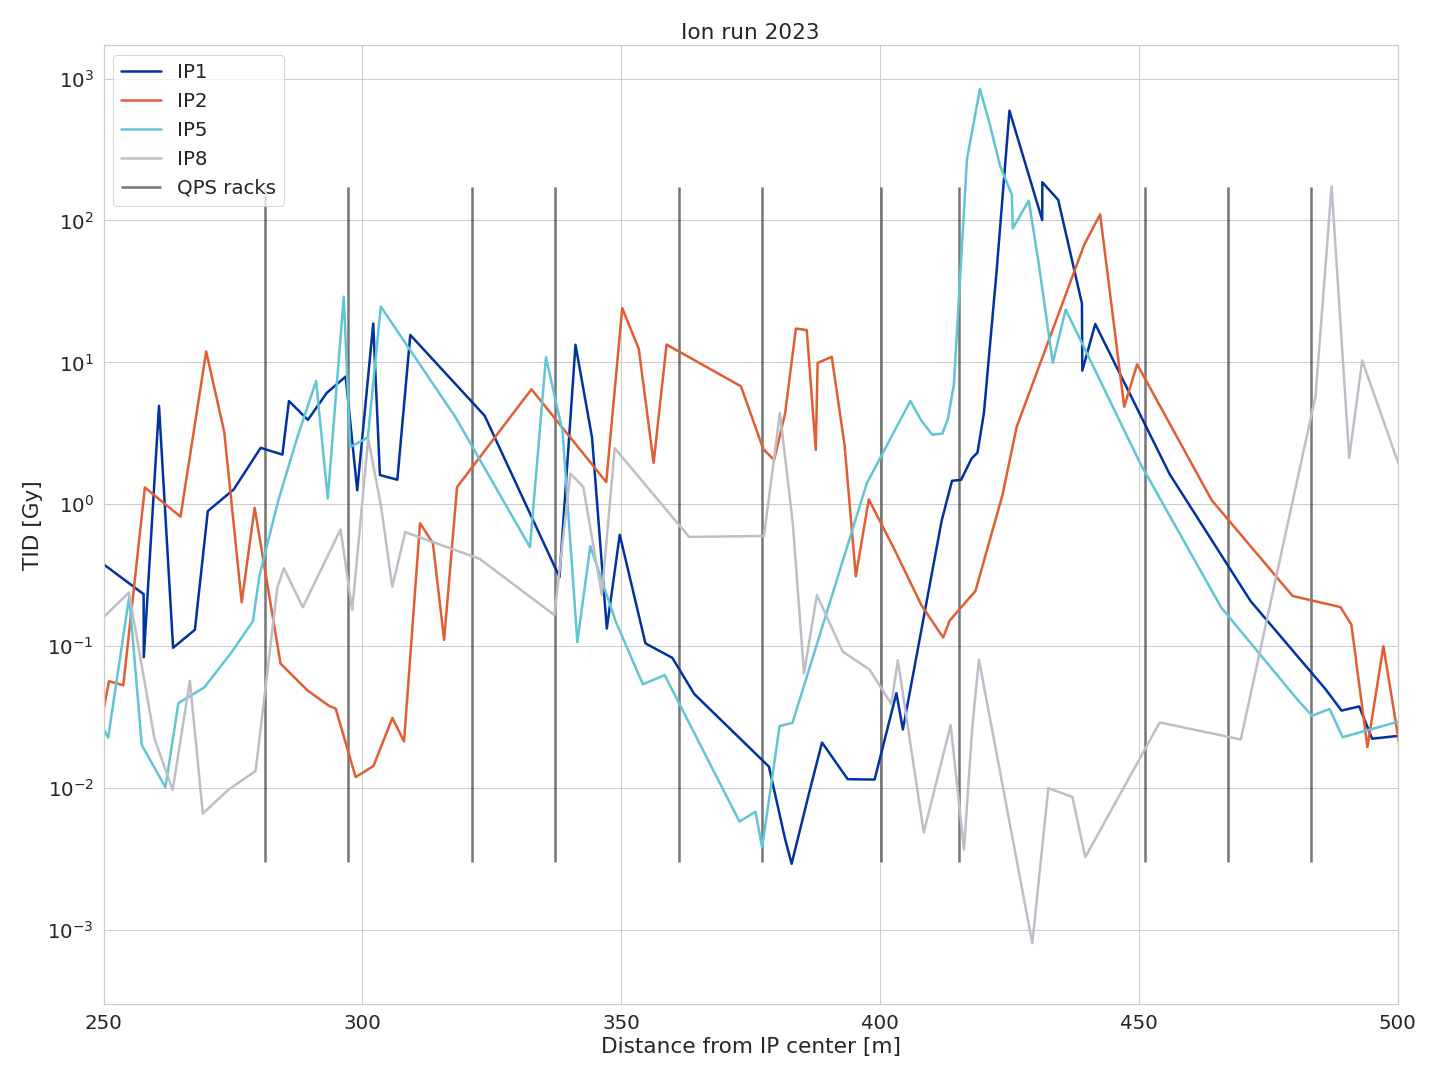 Ion run 2023
IP1
IP2
IP5
IP8
QPS racks
TID [Gy]
10³
10²
10¹
10⁰
10⁻¹
10⁻²
10⁻³
250 300 350 400 450 500
Distance from IP center [m]